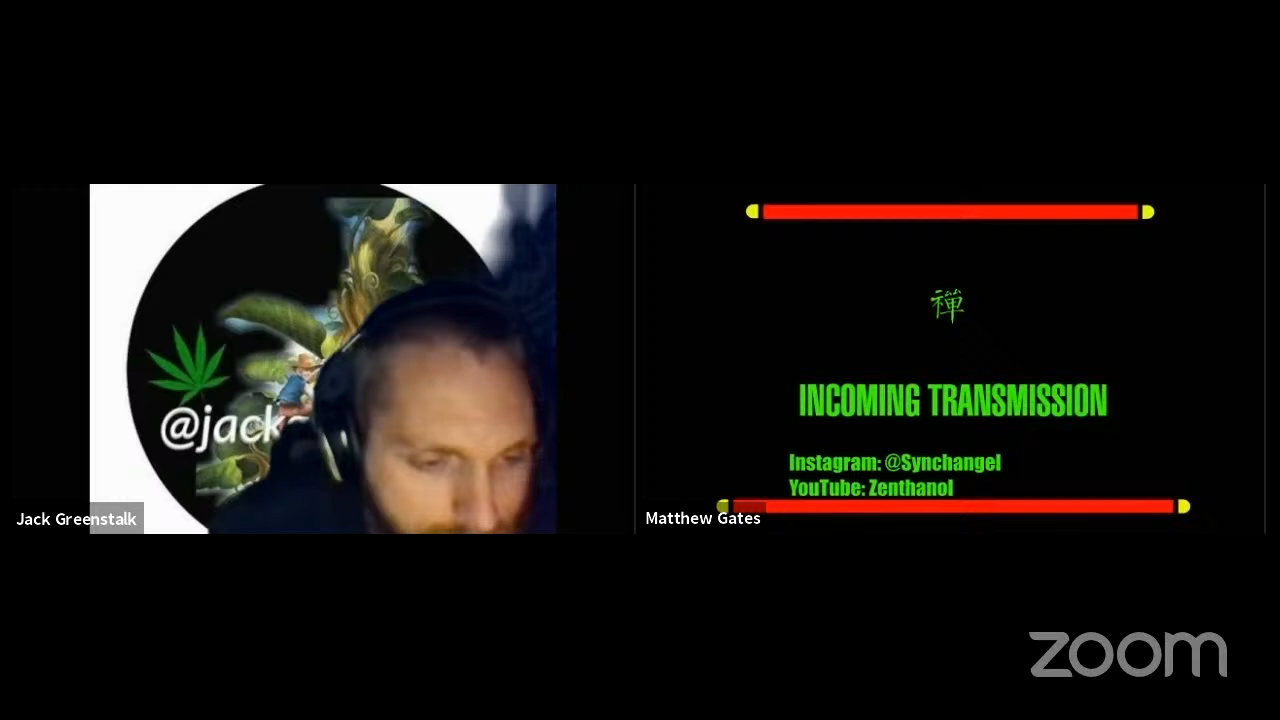 @jack
Jack Greenstalk
禪
INCOMING TRANSMISSION
Instagram: @Synchangel
YouTube: Zenthanol
Matthew Gates
zoom